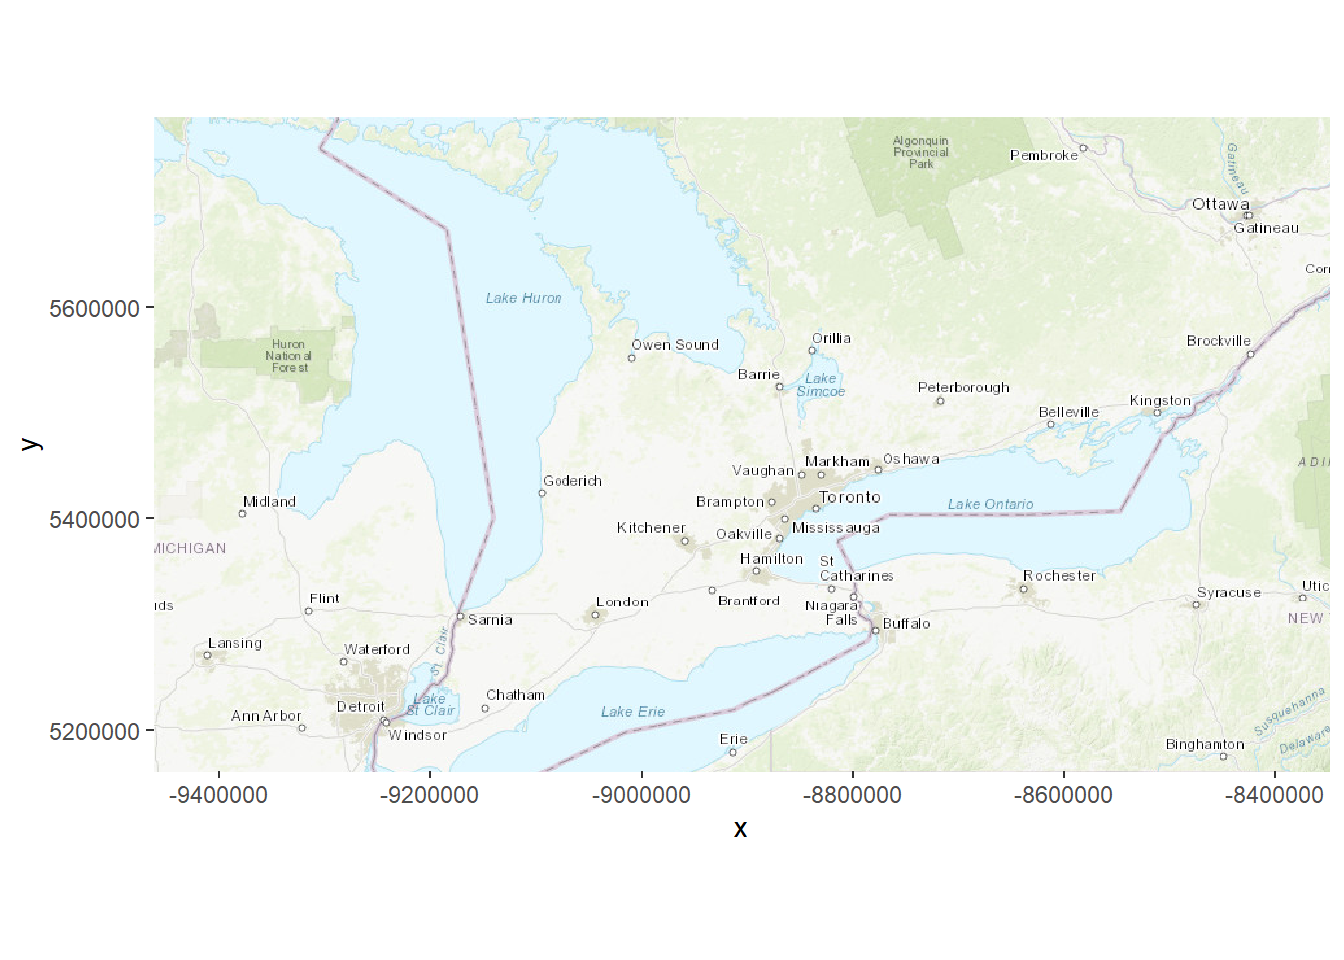 Algonquin
Provincial
Park
Pembroke
Gatineau
Ottawa
Gatineau
Corn
Lake Huron
5600000
Huron
National
Forest
Owen Sound
Orillia
Brockville
Barrie
Lake
Simcoe
Peterborough
Kingston
Belleville
y
Vaughan
Markham
Oshawa
ADI
Goderich
Midland
Brampton
Toronto
Lake Ontario
5400000
Kitchener
Oakville
Mississauga
MICHIGAN
Hamilton
St
Catharines
Rochester
Flint
London
Brantford
Niagara
Falls
Syracuse
Utic
ids
Sarnia
Buffalo
NEW
Lansing
Waterford
St Clair
Chatham
Lake
St Clair
Detroit
Ann Arbor
Windsor
Lake Erie
Erie
Susquehanna
Delaware
Binghamton
5200000
-9400000
-9200000
-9000000
-8800000
-8600000
-8400000
x